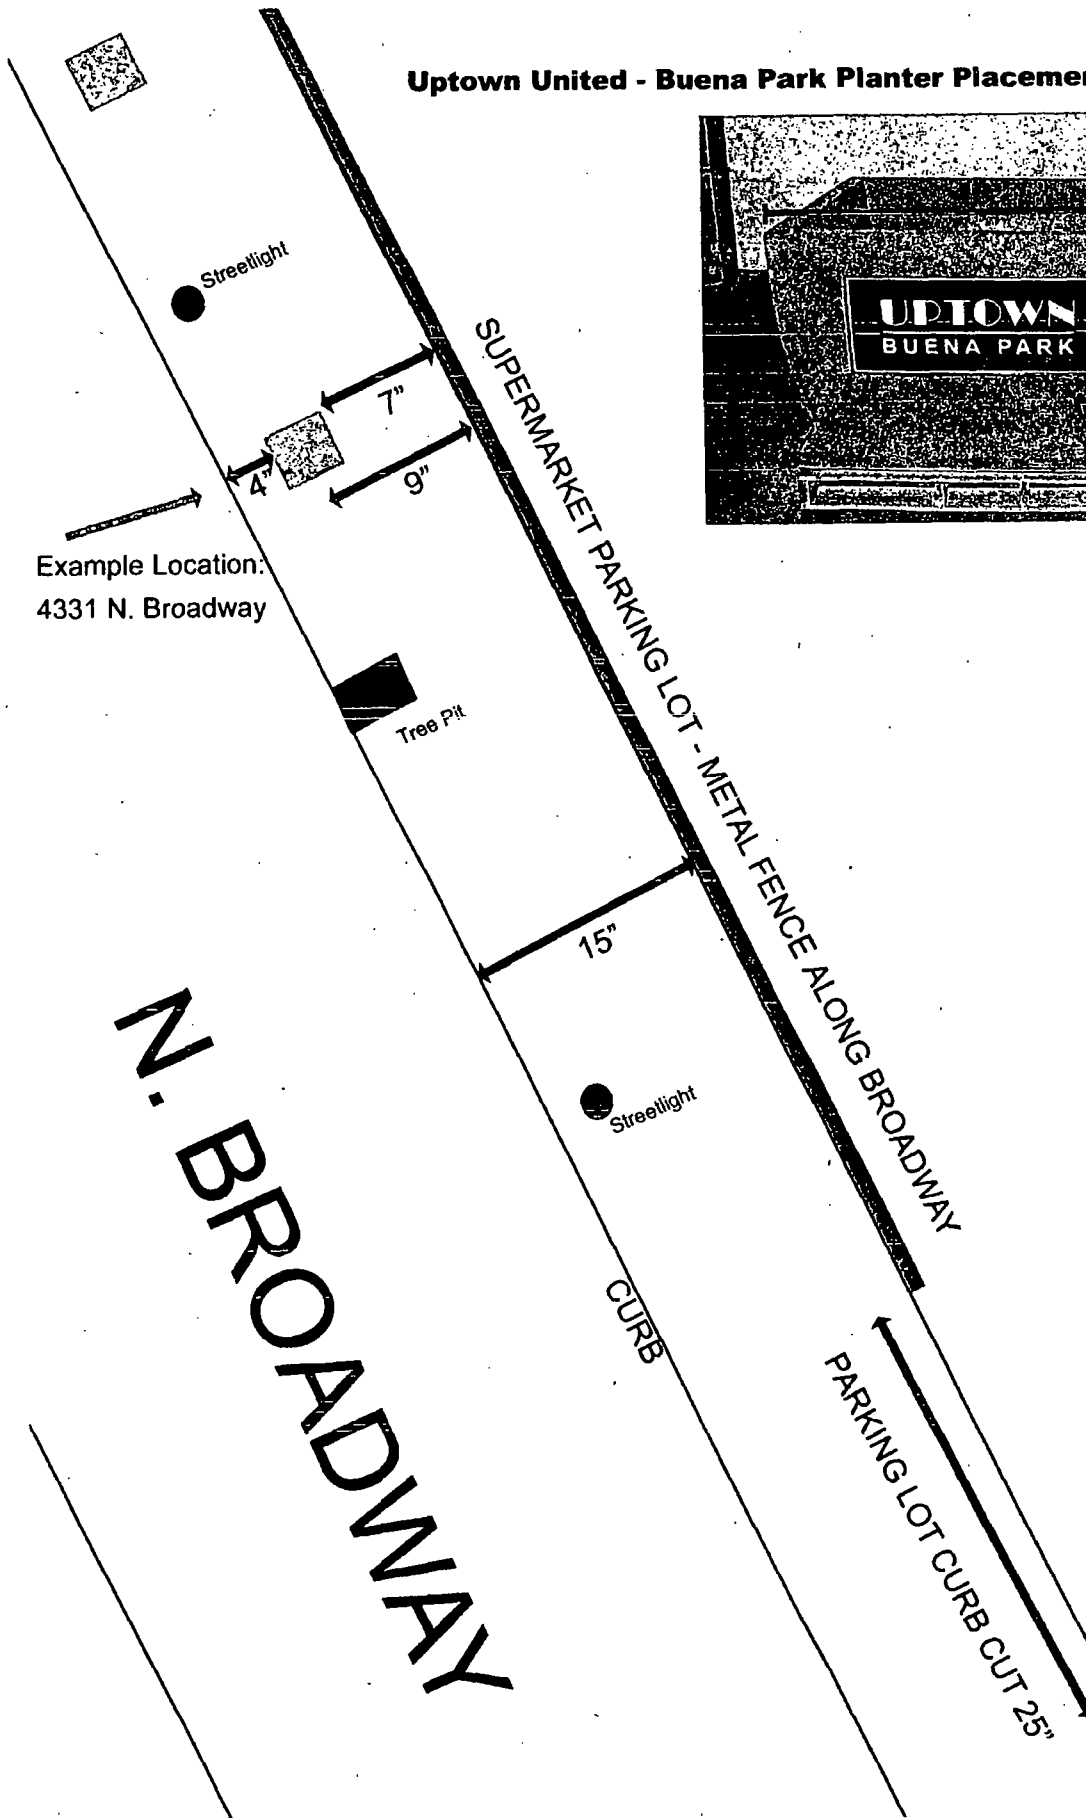 Uptown United - Buena Park Planter Placemen
UPTOWN
BUENA PARK
Streetlight
7"
4"
9"
SUPERMARKET PARKING LOT - METAL FENCE ALONG BROADWAY
Example Location:
4331 N. Broadway
Tree Pit
15"
N. BROADWAY
Streetlight
CURB
PARKING LOT CURB CUT 25"